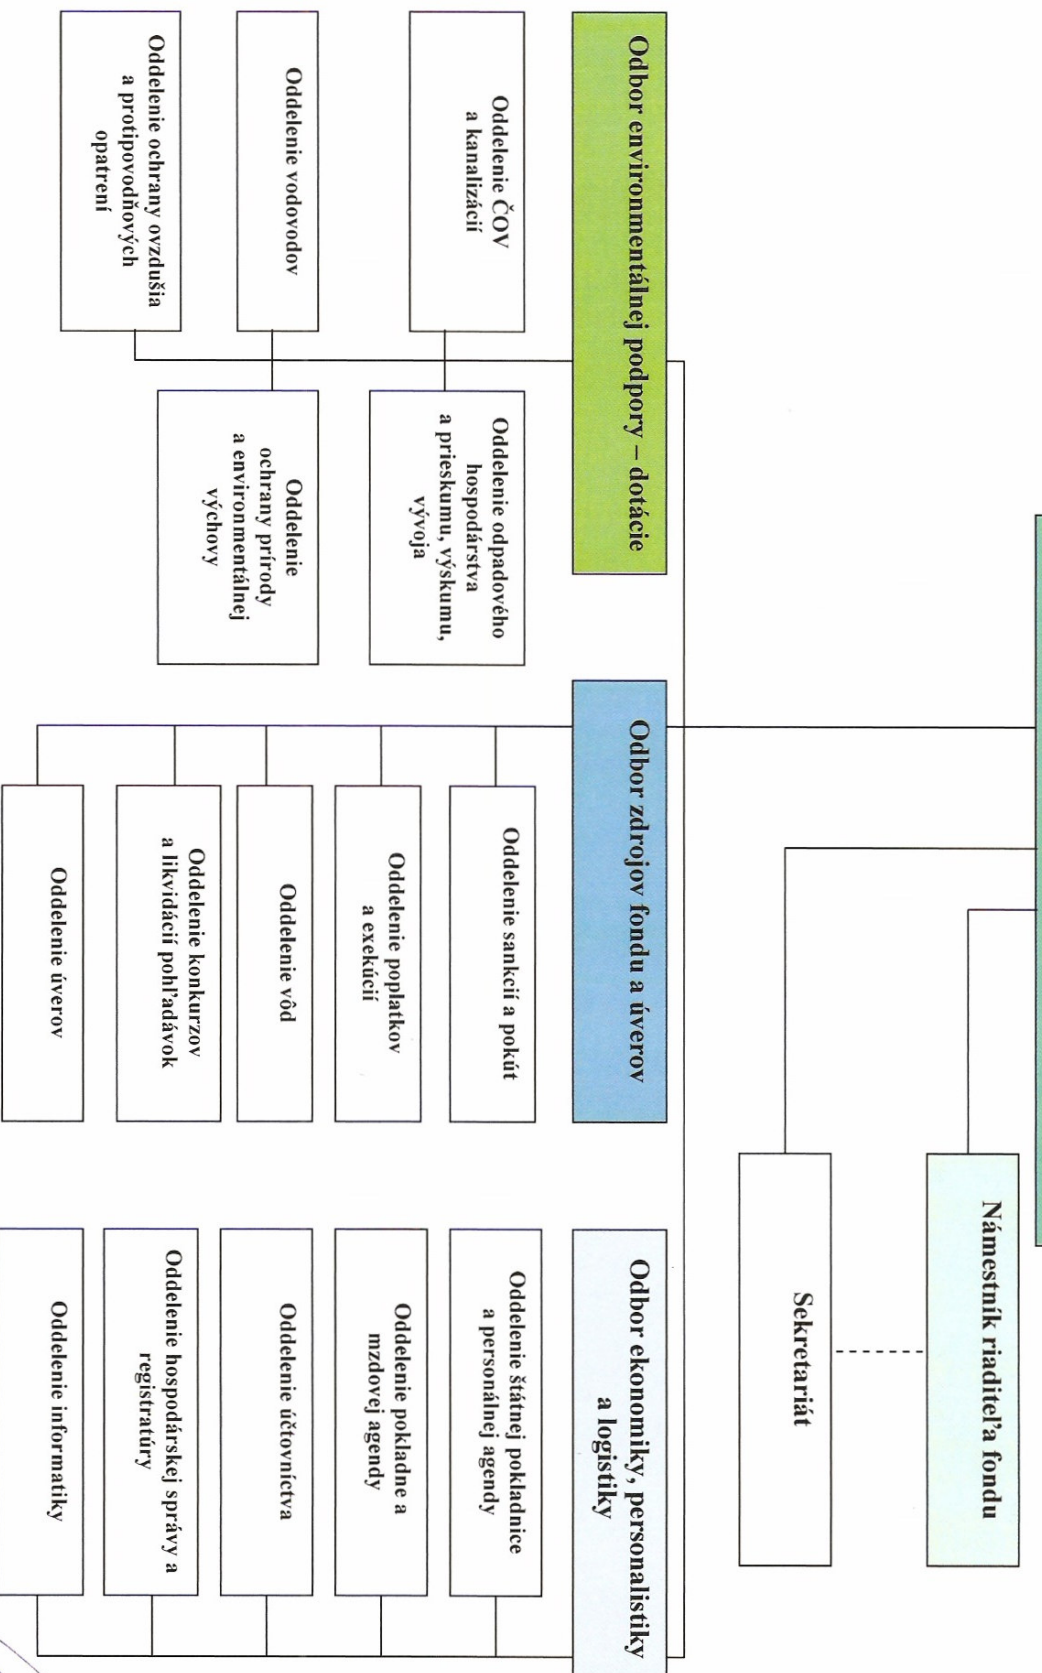 Námestník riaditeľa fondu
Sekretariát
Odbor environmentálnej podpory – dotácie
Oddelenie ČOV
a kanalizácií
Oddelenie vodovodov
Oddelenie ochrany ovzdušia
a protipovodňových
opatrení
Oddelenie odpadového
hospodárstva
a prieskumu, výskumu,
vývoja
Oddelenie
ochrany prírody
a environmentálnej
výchovy
Odbor zdrojov fondu a úverov
Oddelenie sankcií a pokút
Oddelenie poplatkov
a exekúcií
Oddelenie vôd
Oddelenie konkurzov
a likvidácií pohľadávok
Oddelenie úverov
Odbor ekonomiky, personalistiky
a logistiky
Oddelenie štátnej pokladnice
a personálnej agendy
Oddelenie pokladne a
mzdovej agendy
Oddelenie účtovníctva
Oddelenie hospodárskej správy a
registratúry
Oddelenie informatiky